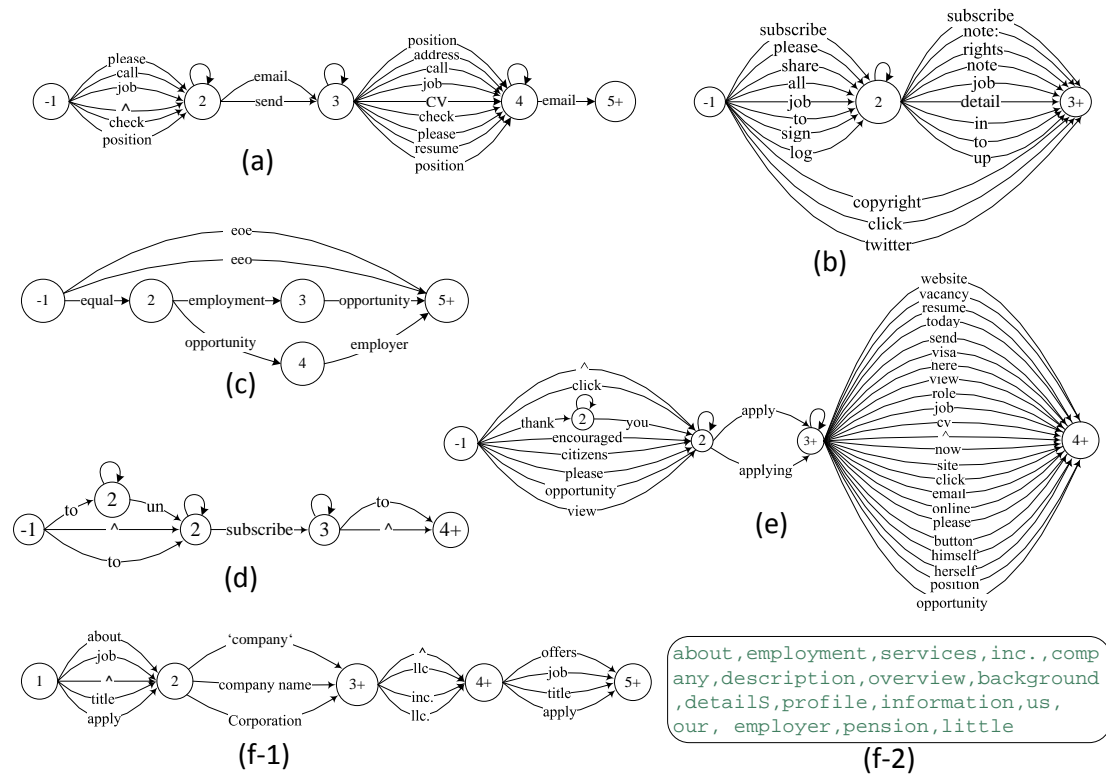 -1
please
call
job
^
check
position
2
email
send
3
position
address
call
job
CV
check
please
resume
position
4
email
5+
(a)
-1
subscribe
please
share
all
job
to
sign
log
2
subscribe
note:
rights
note
job
detail
in
to
up
3+
copyright
click
twitter
(b)
eoe
eeo
-1
equal
2
employment
3
opportunity
5+
opportunity
4
employer
(c)
-1
to
2
un
^
to
2
subscribe
3
to
^
4+
(d)
-1
^
click
thank
2
you
encouraged
citizens
please
opportunity
view
2
apply
applying
3+
website
vacancy
resume
today
send
visa
here
view
role
job
cv
^
now
site
click
email
online
please
button
himself
herself
position
opportunity
4+
(e)
1
about
job
^
title
apply
2
‘company‘
company name
Corporation
3+
^
llc
inc.
llc.
4+
offers
job
title
apply
5+
(f-1)
about,employment,services,inc.,comp
any,description,overview,background
,detailS,profile,information,us,
our, employer,pension,little
(f-2)